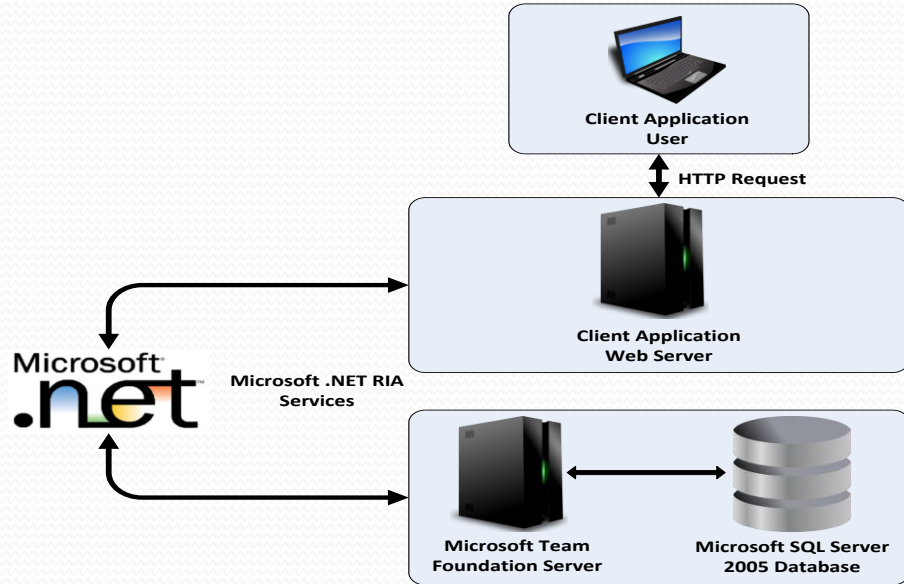 Client Application
User
HTTP Request
Client Application
Web Server
Microsoft®
.net™
Microsoft .NET RIA
Services
Microsoft Team
Foundation Server
Microsoft SQL Server
2005 Database